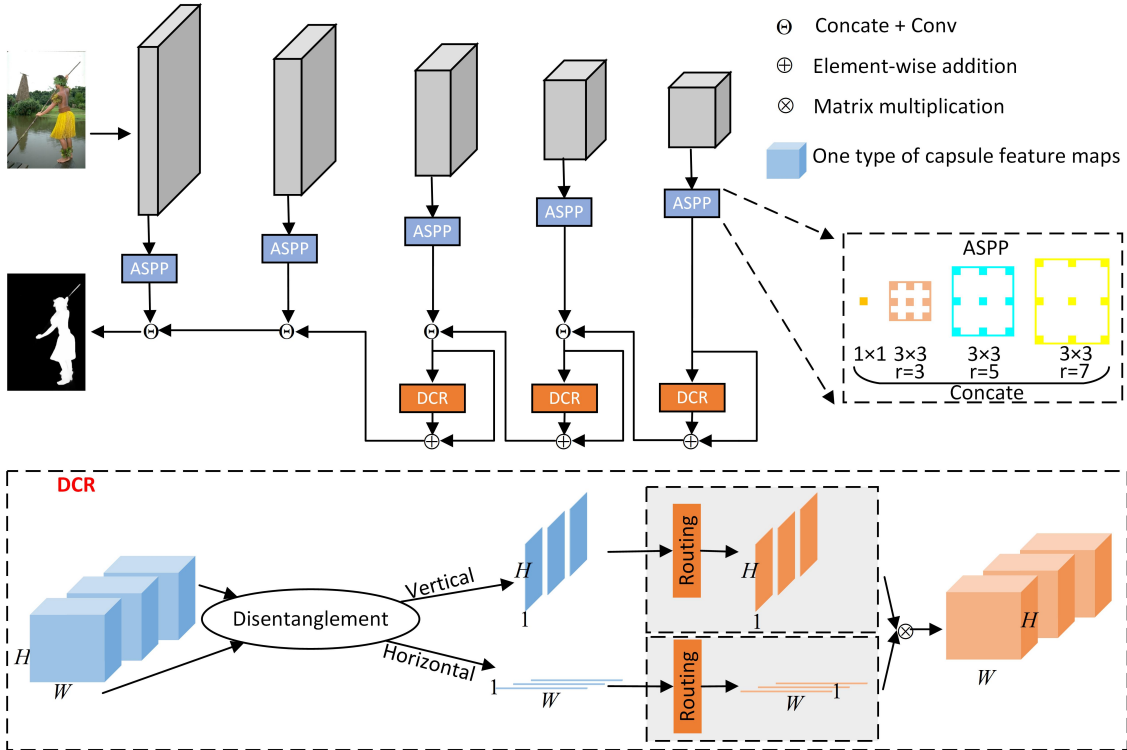 Θ Concate + Conv
⊕ Element-wise addition
⊗ Matrix multiplication
One type of capsule feature maps
ASPP
ASPP
ASPP
ASPP
ASPP
ASPP
1×1 3×3 3×3 3×3
r=3 r=5 r=7
Concate
Θ Θ Θ Θ
DCR DCR DCR
⊕ ⊕ ⊕
DCR
H
W
Disentanglement
Vertical
Horizontal
H
1
1
W
Routing
H
1
Routing
W
1
⊗
H
W